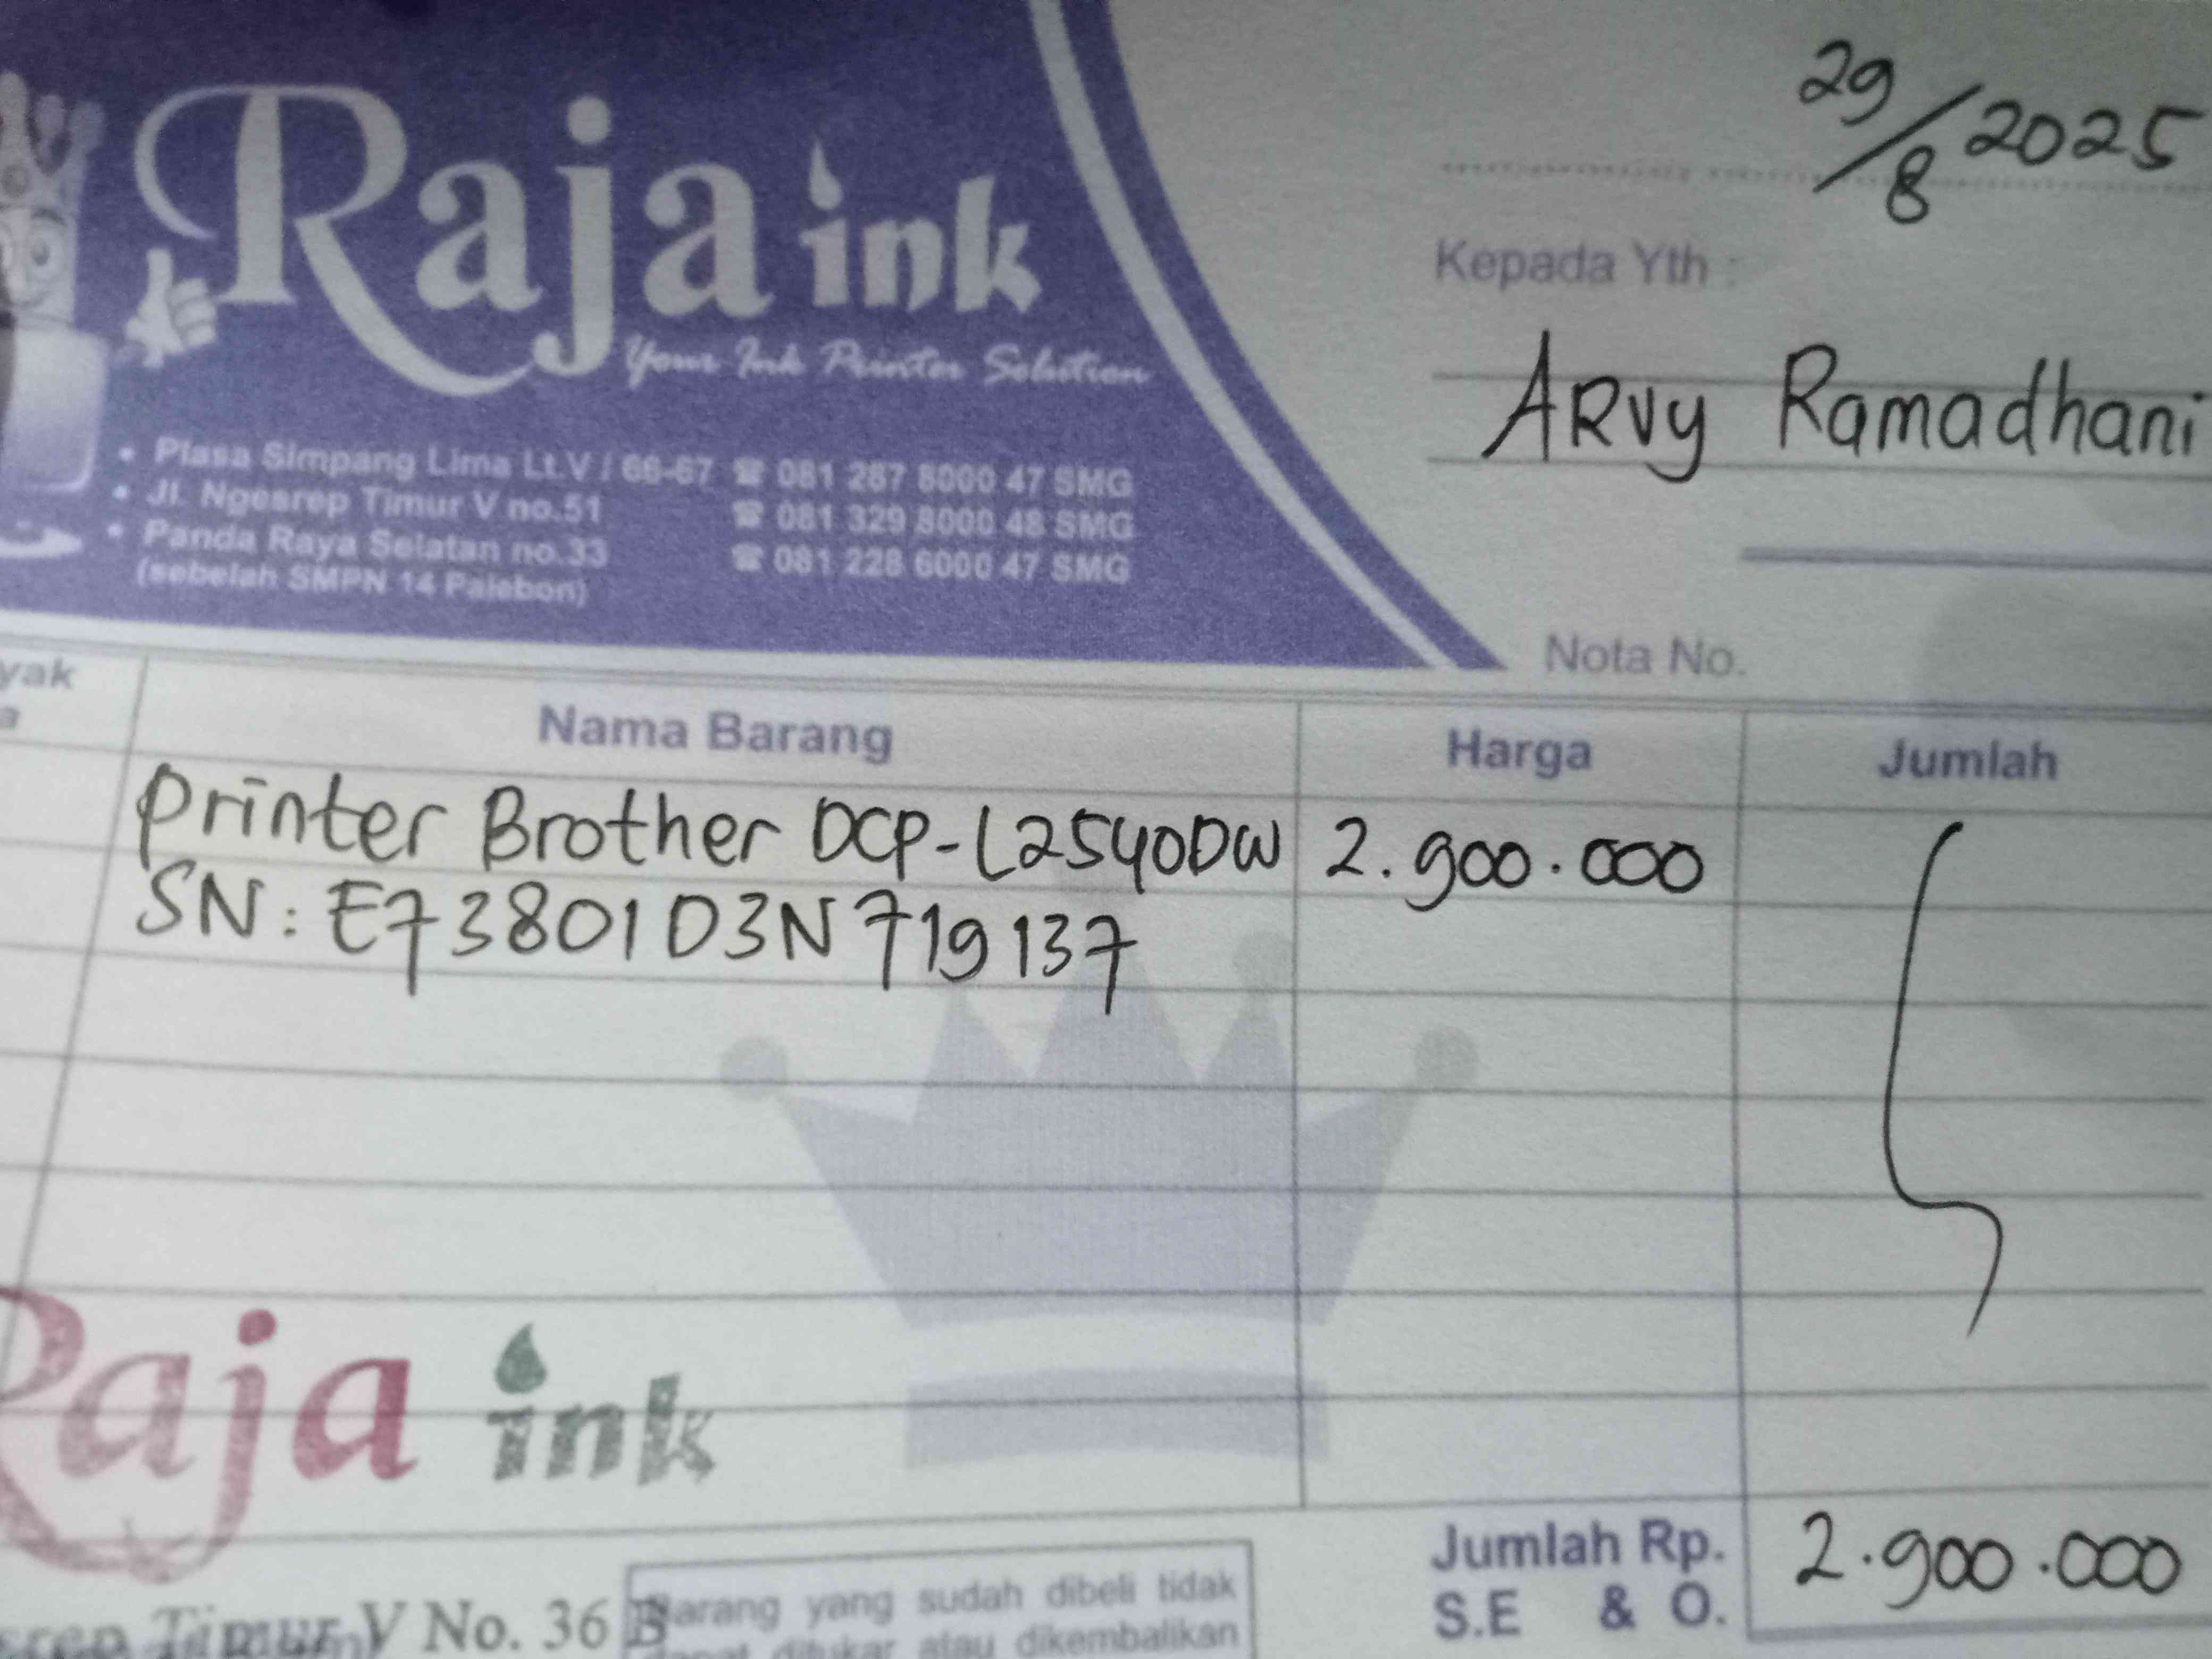 29/8 2025
Raja ink
Your Ink Printer Solution
Kepada Yth :
ARVY Ramadhani
• Plasa Simpang Lima Lt.V / 66-67 ☎ 081 287 8000 47 SMG
• Jl. Ngesrep Timur V no.51 ☎ 081 329 8000 48 SMG
• Panda Raya Selatan no.33 ☎ 081 228 6000 47 SMG
(sebelah SMPN 14 Palebon)
Nota No.
Nama Barang Harga Jumlah
Printer Brother DCP-L2540DW 2.900.000
SN: E73801D3N719137
Raja ink
Jumlah Rp. 2.900.000
S.E & O.
Timur V No. 36 B
Barang yang sudah dibeli tidak
dapat ditukar atau dikembalikan